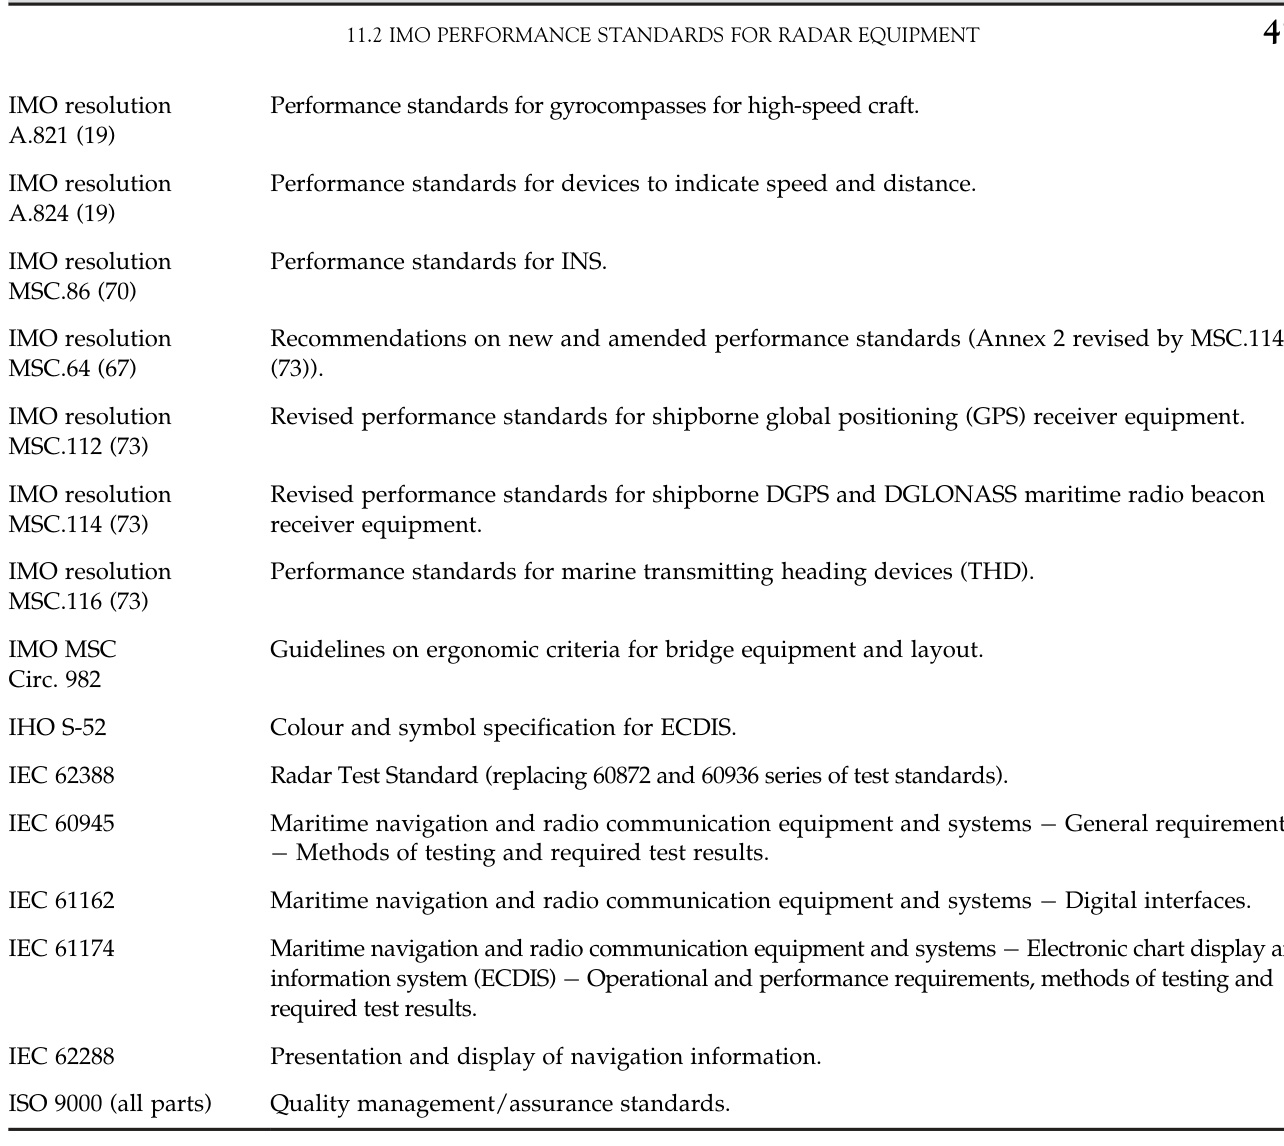 11.2 IMO PERFORMANCE STANDARDS FOR RADAR EQUIPMENT 4
IMO resolution Performance standards for gyrocompasses for high-speed craft.
A.821 (19)
IMO resolution Performance standards for devices to indicate speed and distance.
A.824 (19)
IMO resolution Performance standards for INS.
MSC.86 (70)
IMO resolution Recommendations on new and amended performance standards (Annex 2 revised by MSC.114
MSC.64 (67) (73)).
IMO resolution Revised performance standards for shipborne global positioning (GPS) receiver equipment.
MSC.112 (73)
IMO resolution Revised performance standards for shipborne DGPS and DGLONASS maritime radio beacon
MSC.114 (73) receiver equipment.
IMO resolution Performance standards for marine transmitting heading devices (THD).
MSC.116 (73)
IMO MSC Guidelines on ergonomic criteria for bridge equipment and layout.
Circ. 982
IHO S-52 Colour and symbol specification for ECDIS.
IEC 62388 Radar Test Standard (replacing 60872 and 60936 series of test standards).
IEC 60945 Maritime navigation and radio communication equipment and systems – General requirement
– Methods of testing and required test results.
IEC 61162 Maritime navigation and radio communication equipment and systems – Digital interfaces.
IEC 61174 Maritime navigation and radio communication equipment and systems – Electronic chart display
information system (ECDIS) – Operational and performance requirements, methods of testing and
required test results.
IEC 62288 Presentation and display of navigation information.
ISO 9000 (all parts) Quality management/assurance standards.